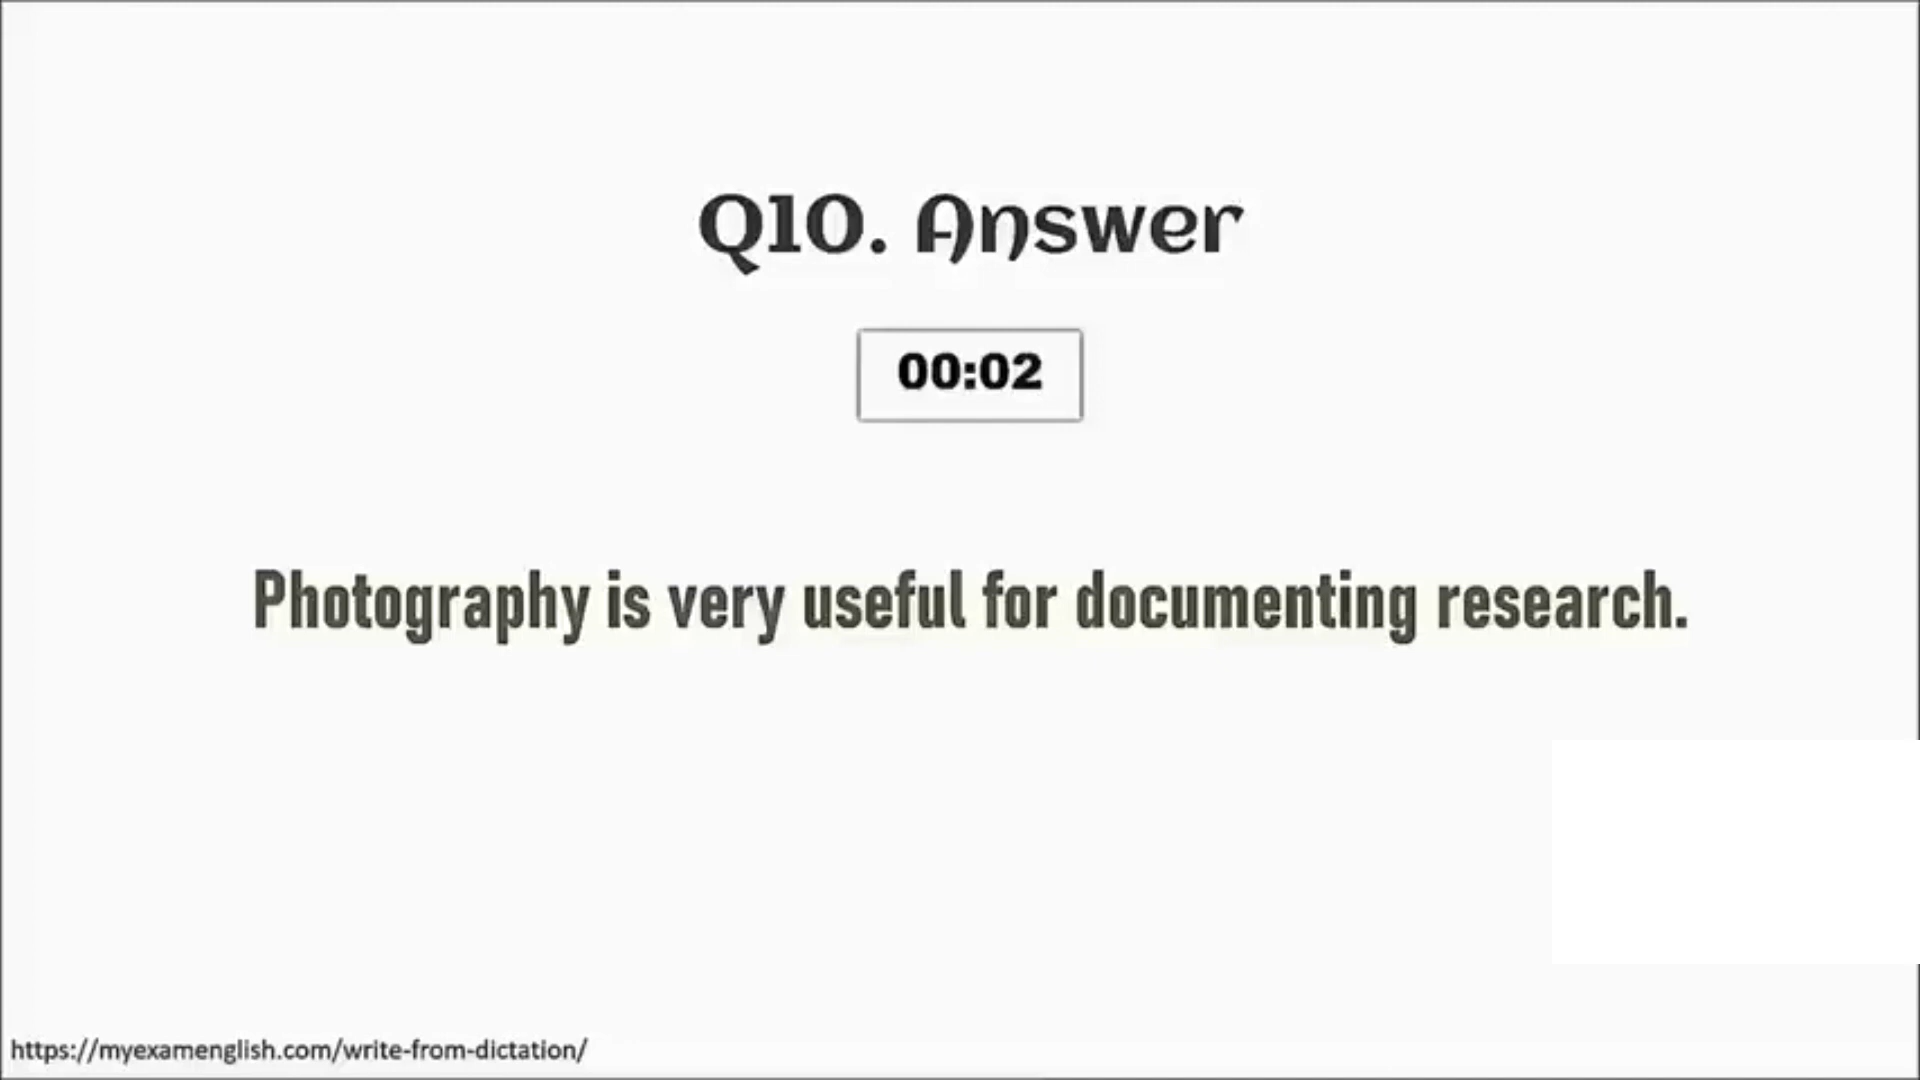 Q10. Answer
00:02
Photography is very useful for documenting research.
https://myexamenglish.com/write-from-dictation/